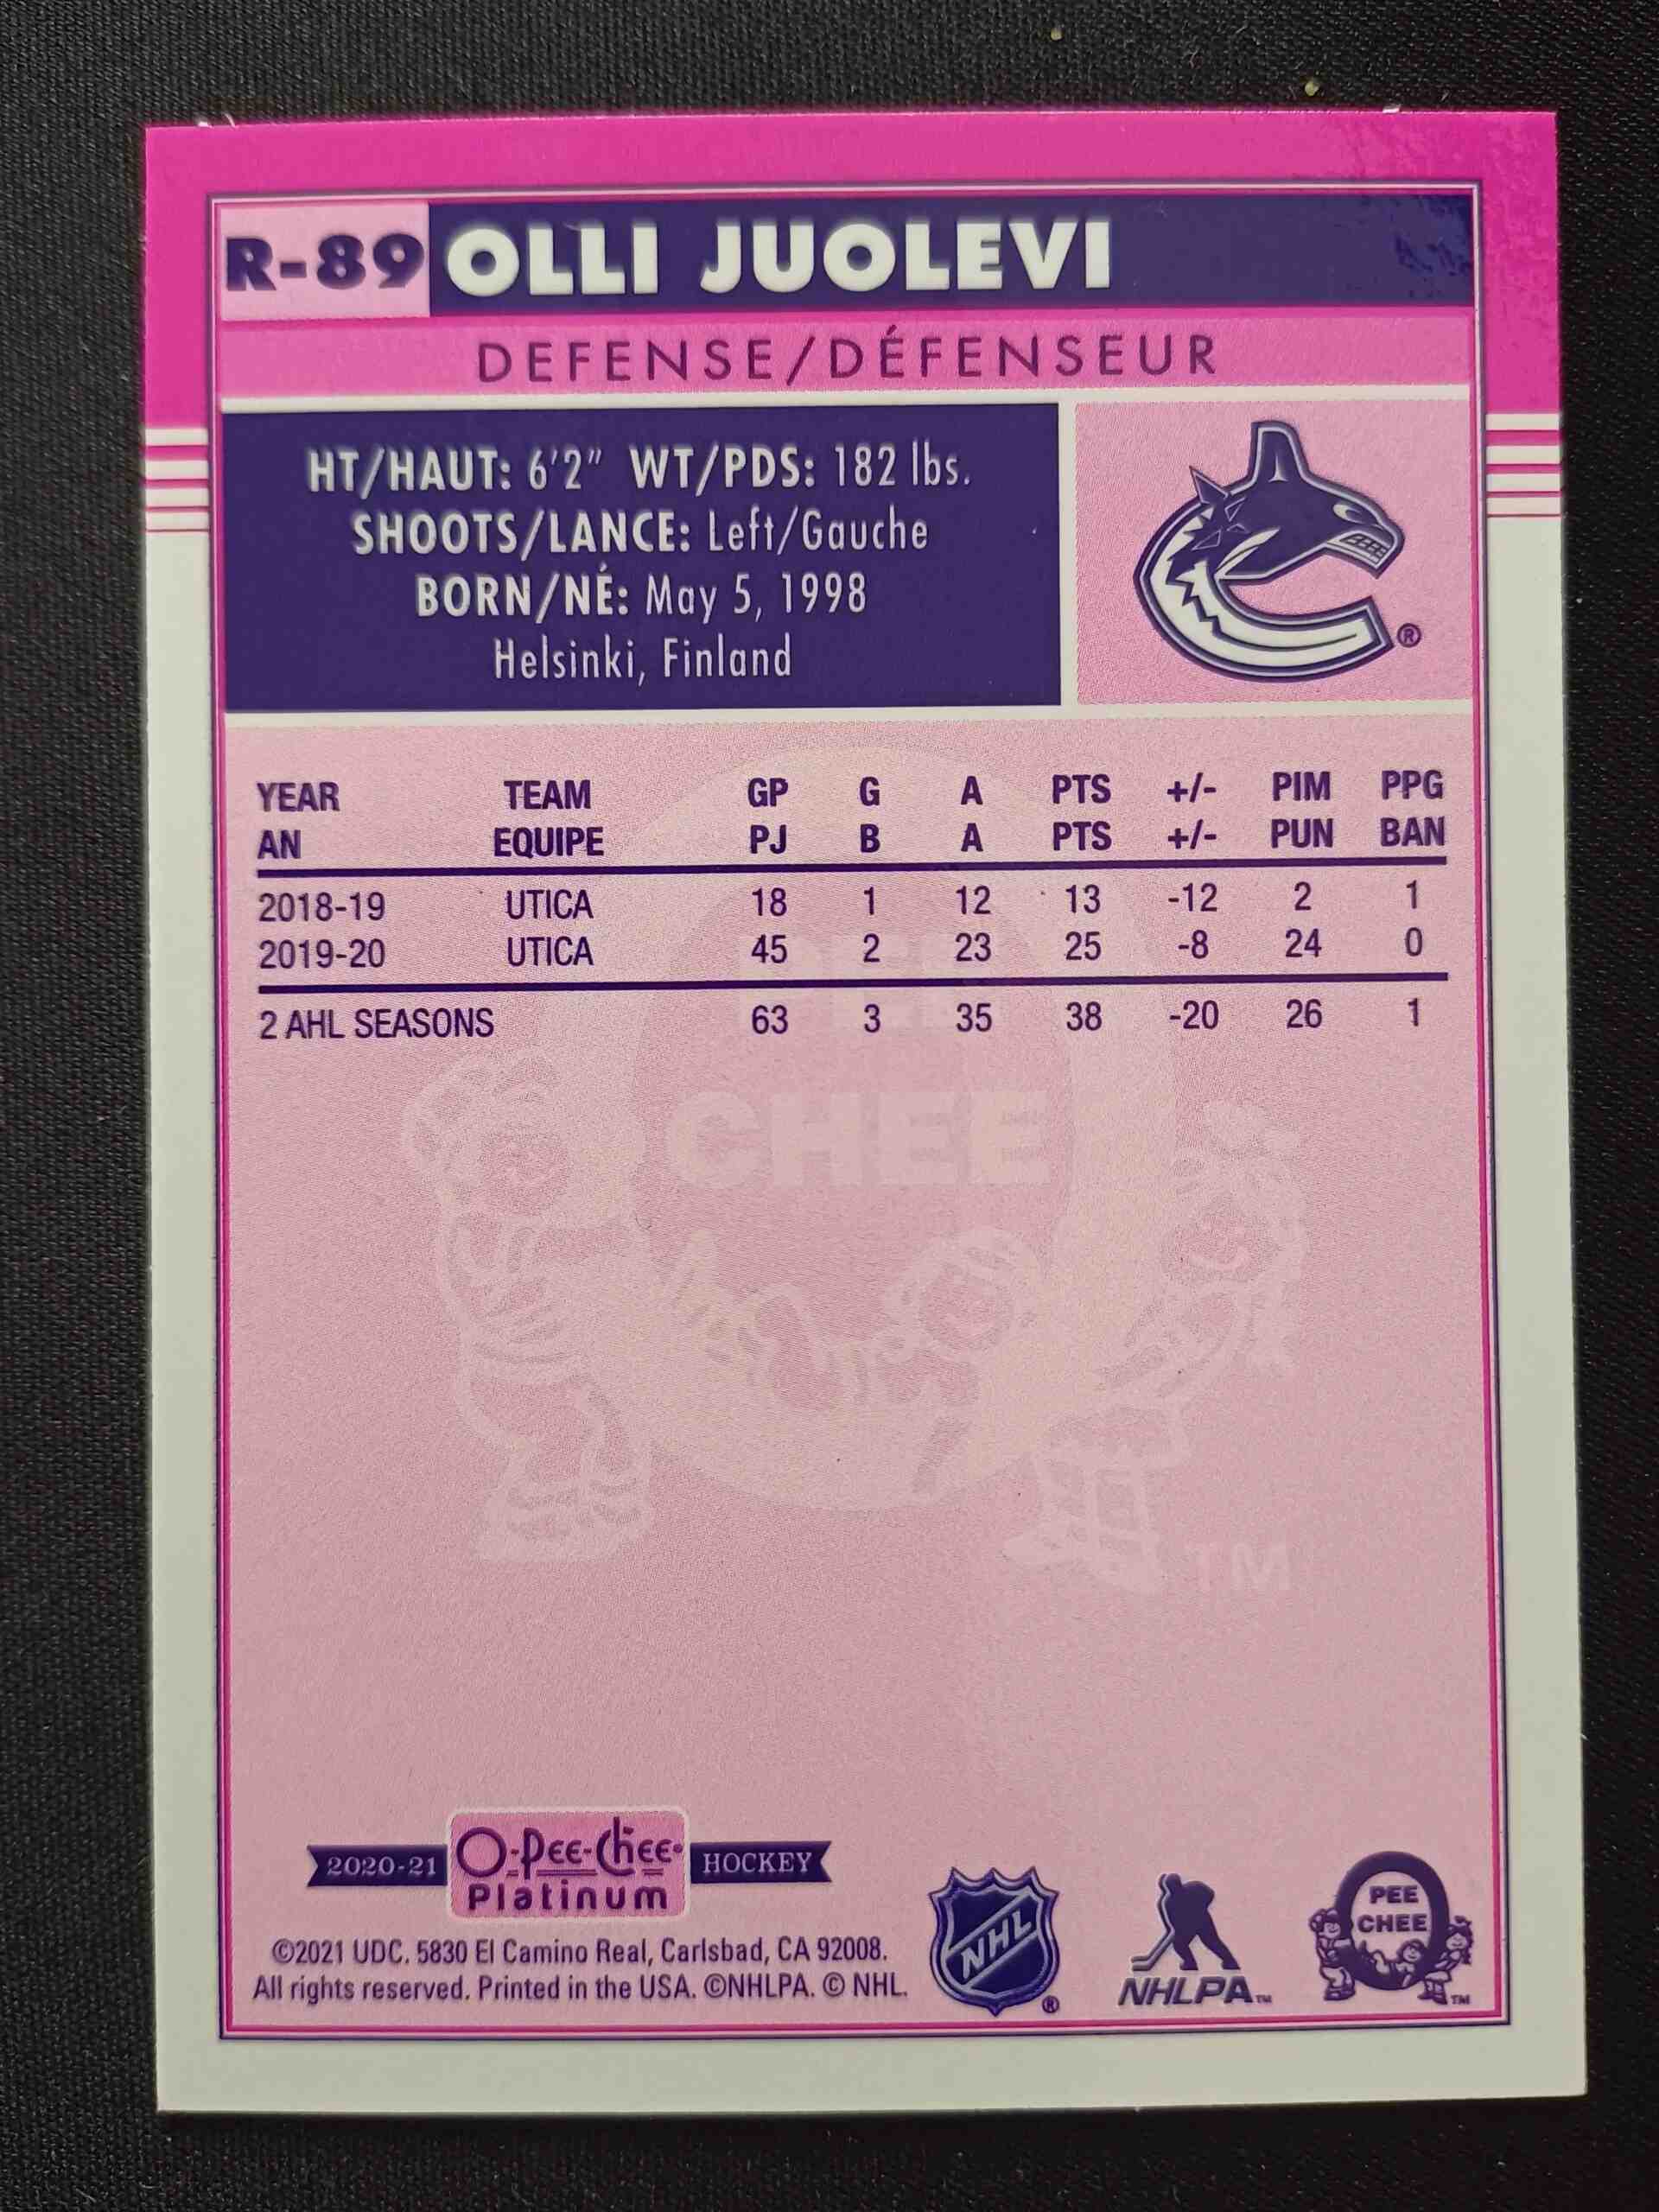 R-89 OLLI JUOLEVI
DEFENSE/DÉFENSEUR
HT/HAUT: 6'2" WT/PDS: 182 lbs.
SHOOTS/LANCE: Left/Gauche
BORN/NÉ: May 5, 1998
Helsinki, Finland
®
YEAR TEAM GP G A PTS +/- PIM PPG
AN EQUIPE PJ B A PTS +/- PUN BAN
2018-19 UTICA 18 1 12 13 -12 2 1
2019-20 UTICA 45 2 23 25 -8 24 0
2 AHL SEASONS 63 3 35 38 -20 26 1
PEE
CHEE
TM
2020-21 O-Pee-Chee HOCKEY
Platinum
©2021 UDC. 5830 El Camino Real, Carlsbad, CA 92008.
All rights reserved. Printed in the USA. ©NHLPA. © NHL.
NHL ®
NHLPA TM
PEE
CHEE
TM